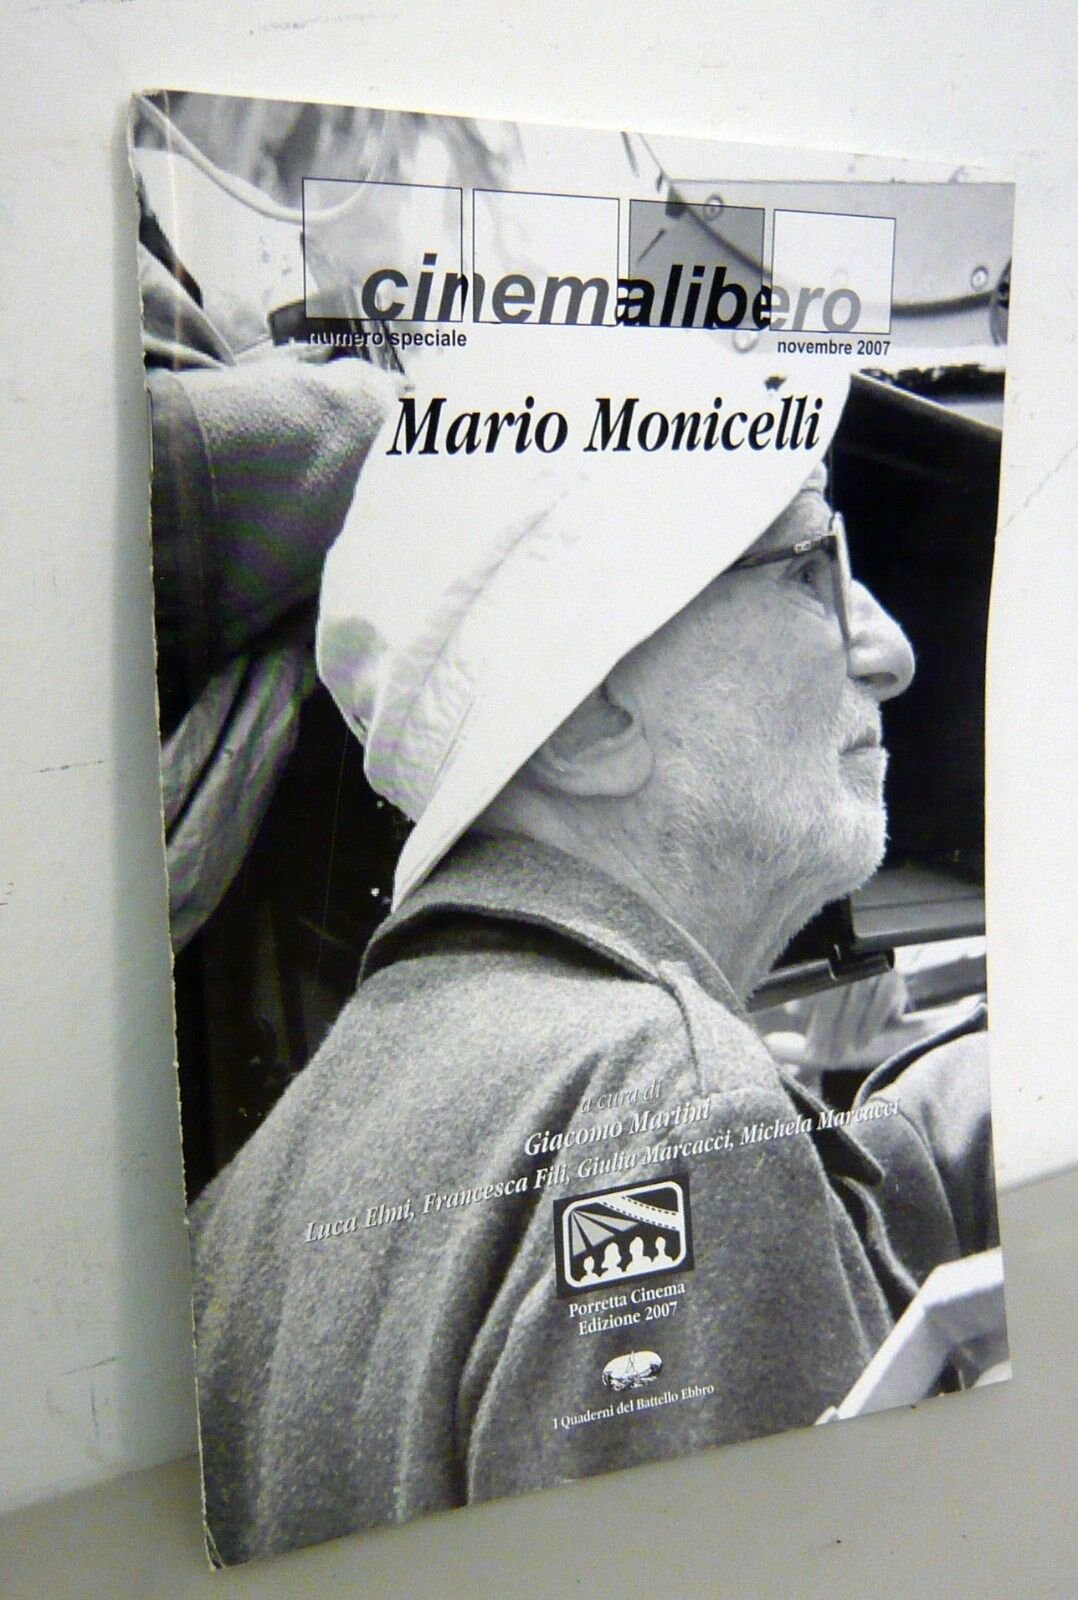 cinemalibero
numero speciale
novembre 2007
Mario Monicelli
a cura di
Giacomo Martini
Luca Elmi, Francesca Fili, Giulia Marcacci, Michela Marcacci
Porretta Cinema
Edizione 2007
I Quaderni del Battello Ebbro